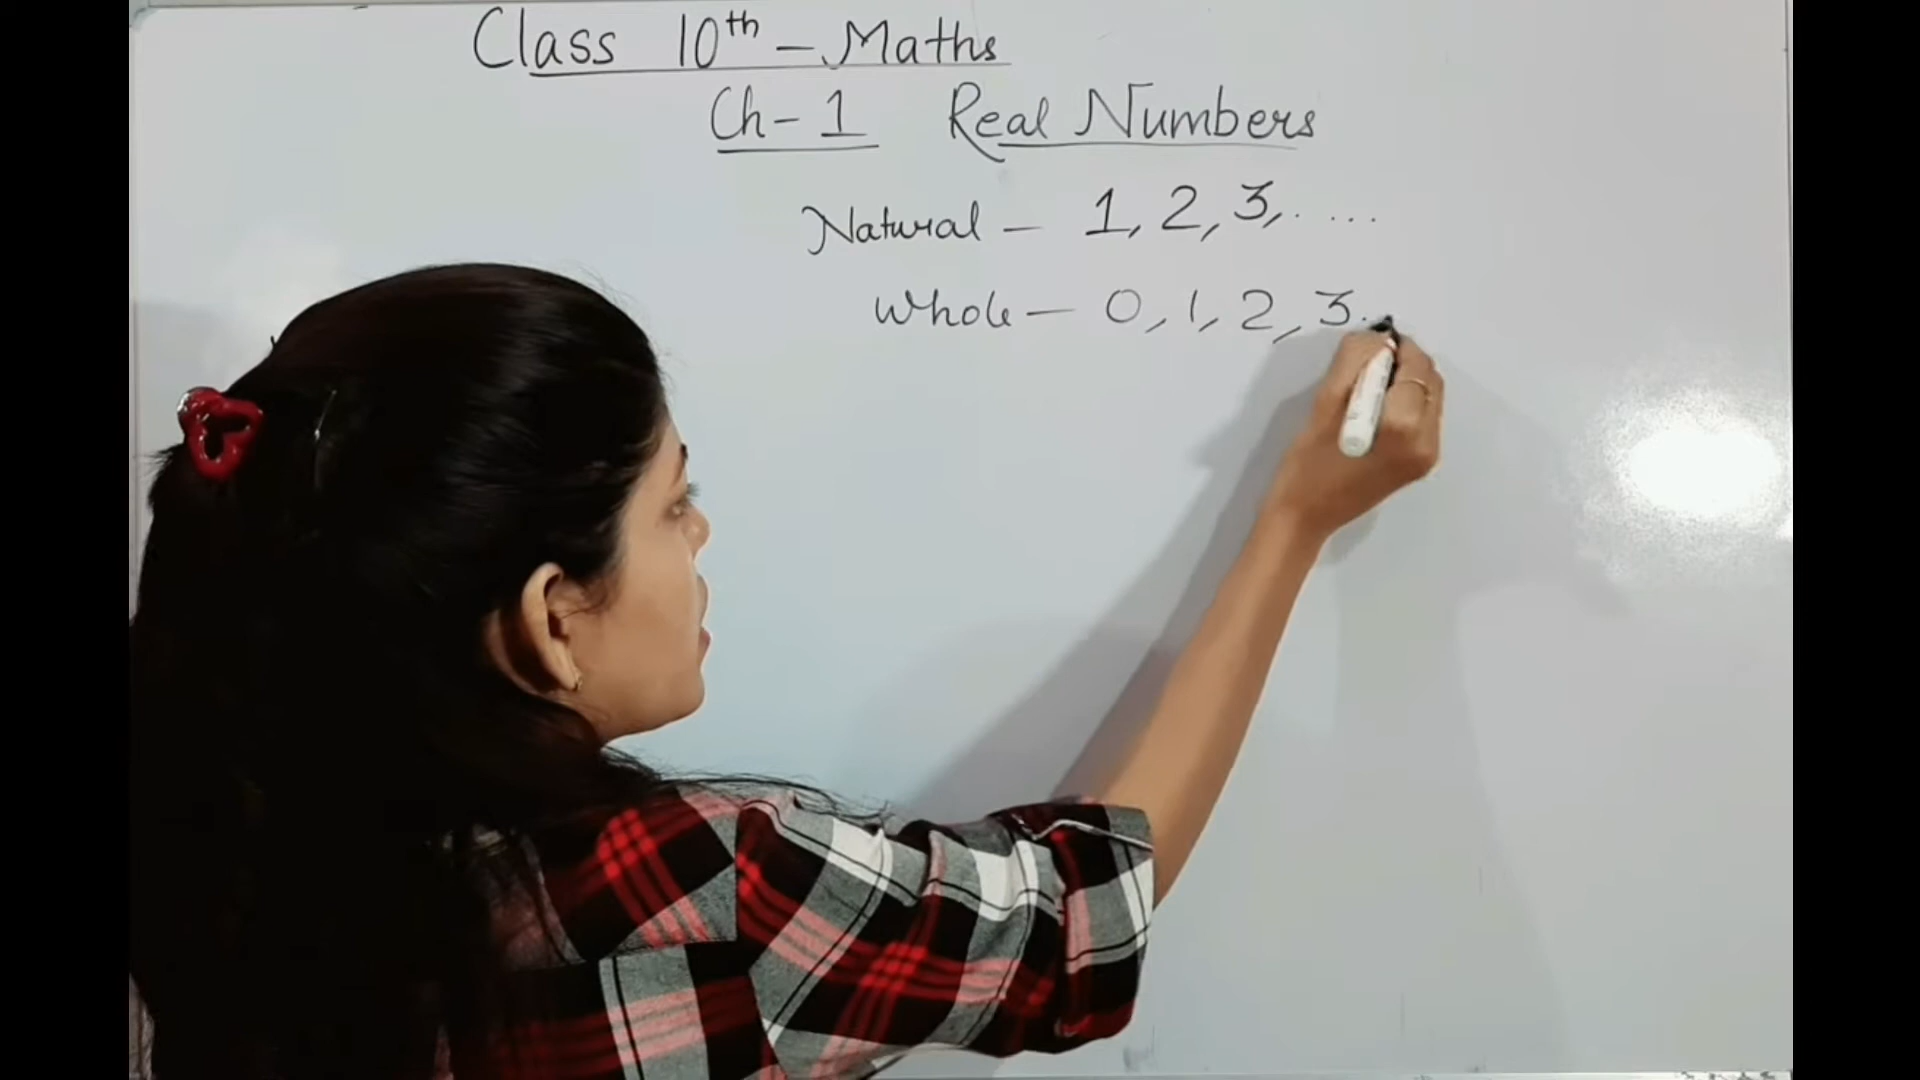 Class 10th - Maths
Ch-1 Real Numbers
Natural - 1, 2, 3, . ...
Whole - 0, 1, 2, 3..